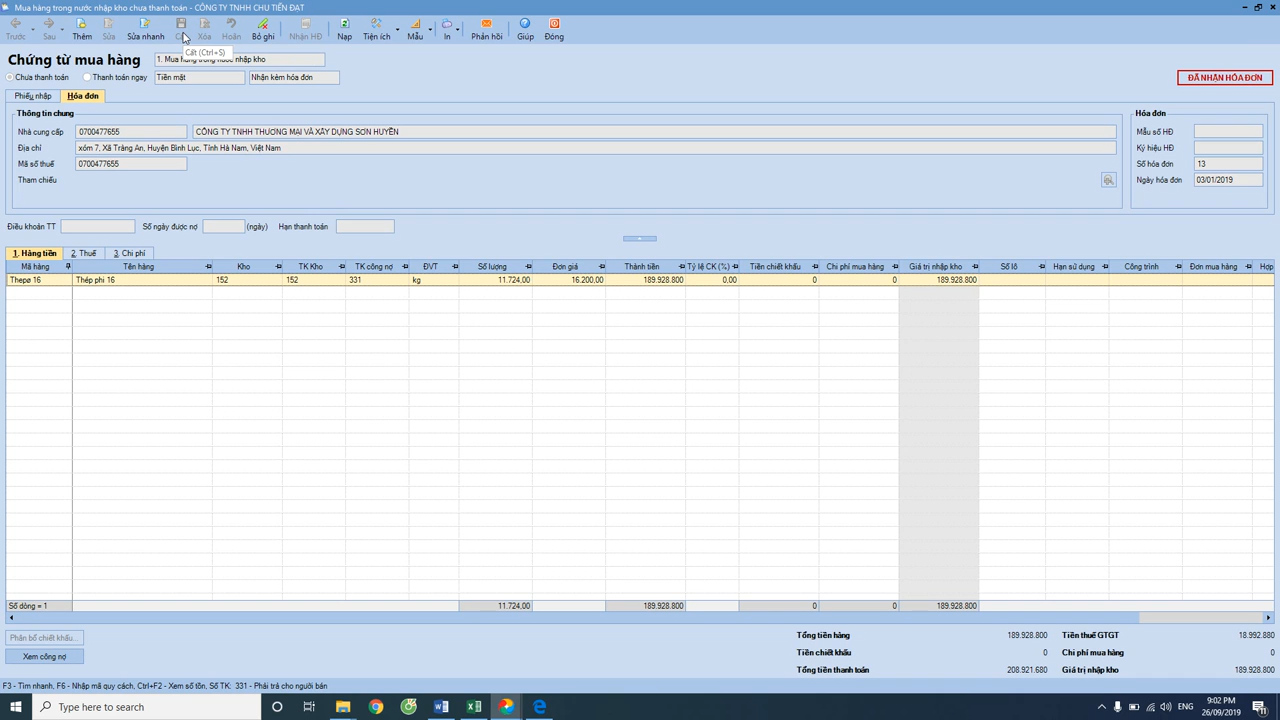 Mua hàng trong nước nhập kho chưa thanh toán - CÔNG TY TNHH CHU TIẾN ĐẠT
Trước Sau Thêm Sửa Sửa nhanh Xóa Hoãn Bỏ ghi Nhận HĐ Nạp Tiện ích Mẫu In Phản hồi Giúp Đóng
Cất (Ctrl+S)
Chứng từ mua hàng 1. Mua hàng trong nước nhập kho
Chưa thanh toán Thanh toán ngay Tiền mặt Nhận kèm hóa đơn ĐÃ NHẬN HÓA ĐƠN
Phiếu nhập Hóa đơn
Thông tin chung Hóa đơn
Nhà cung cấp 0700477655 CÔNG TY TNHH THƯƠNG MẠI VÀ XÂY DỰNG SƠN HUYỀN Mẫu số HĐ
Địa chỉ xóm 7, Xã Tràng An, Huyện Bình Lục, Tỉnh Hà Nam, Việt Nam Ký hiệu HĐ
Mã số thuế 0700477655 Số hóa đơn 13
Tham chiếu Ngày hóa đơn 03/01/2019
Điều khoản TT Số ngày được nợ (ngày) Hạn thanh toán
1. Hàng tiền 2. Thuế 3. Chi phí
Mã hàng Tên hàng Kho TK Kho TK công nợ ĐVT Số lượng Đơn giá Thành tiền Tỷ lệ CK (%) Tiền chiết khấu Chi phí mua hàng Giá trị nhập kho Số lô Hạn sử dụng Công trình Đơn mua hàng Hợp
Thepø 16 Thép phi 16 152 152 331 kg 11.724,00 16.200,00 189.928.800 0,00 0 0 189.928.800
Số dòng = 1 11.724,00 189.928.800 0 0 189.928.800
Phân bổ chiết khấu... Tổng tiền hàng 189.928.800 Tiền thuế GTGT 18.992.880
Xem công nợ Tiền chiết khấu 0 Chi phí mua hàng 0
Tổng tiền thanh toán 208.921.680 Giá trị nhập kho 189.928.800
F3 - Tìm nhanh, F6 - Nhập mã quy cách, Ctrl+F2 - Xem số tồn, Số TK: 331 - Phải trả cho người bán
Type here to search ENG 9:02 PM
26/09/2019 11